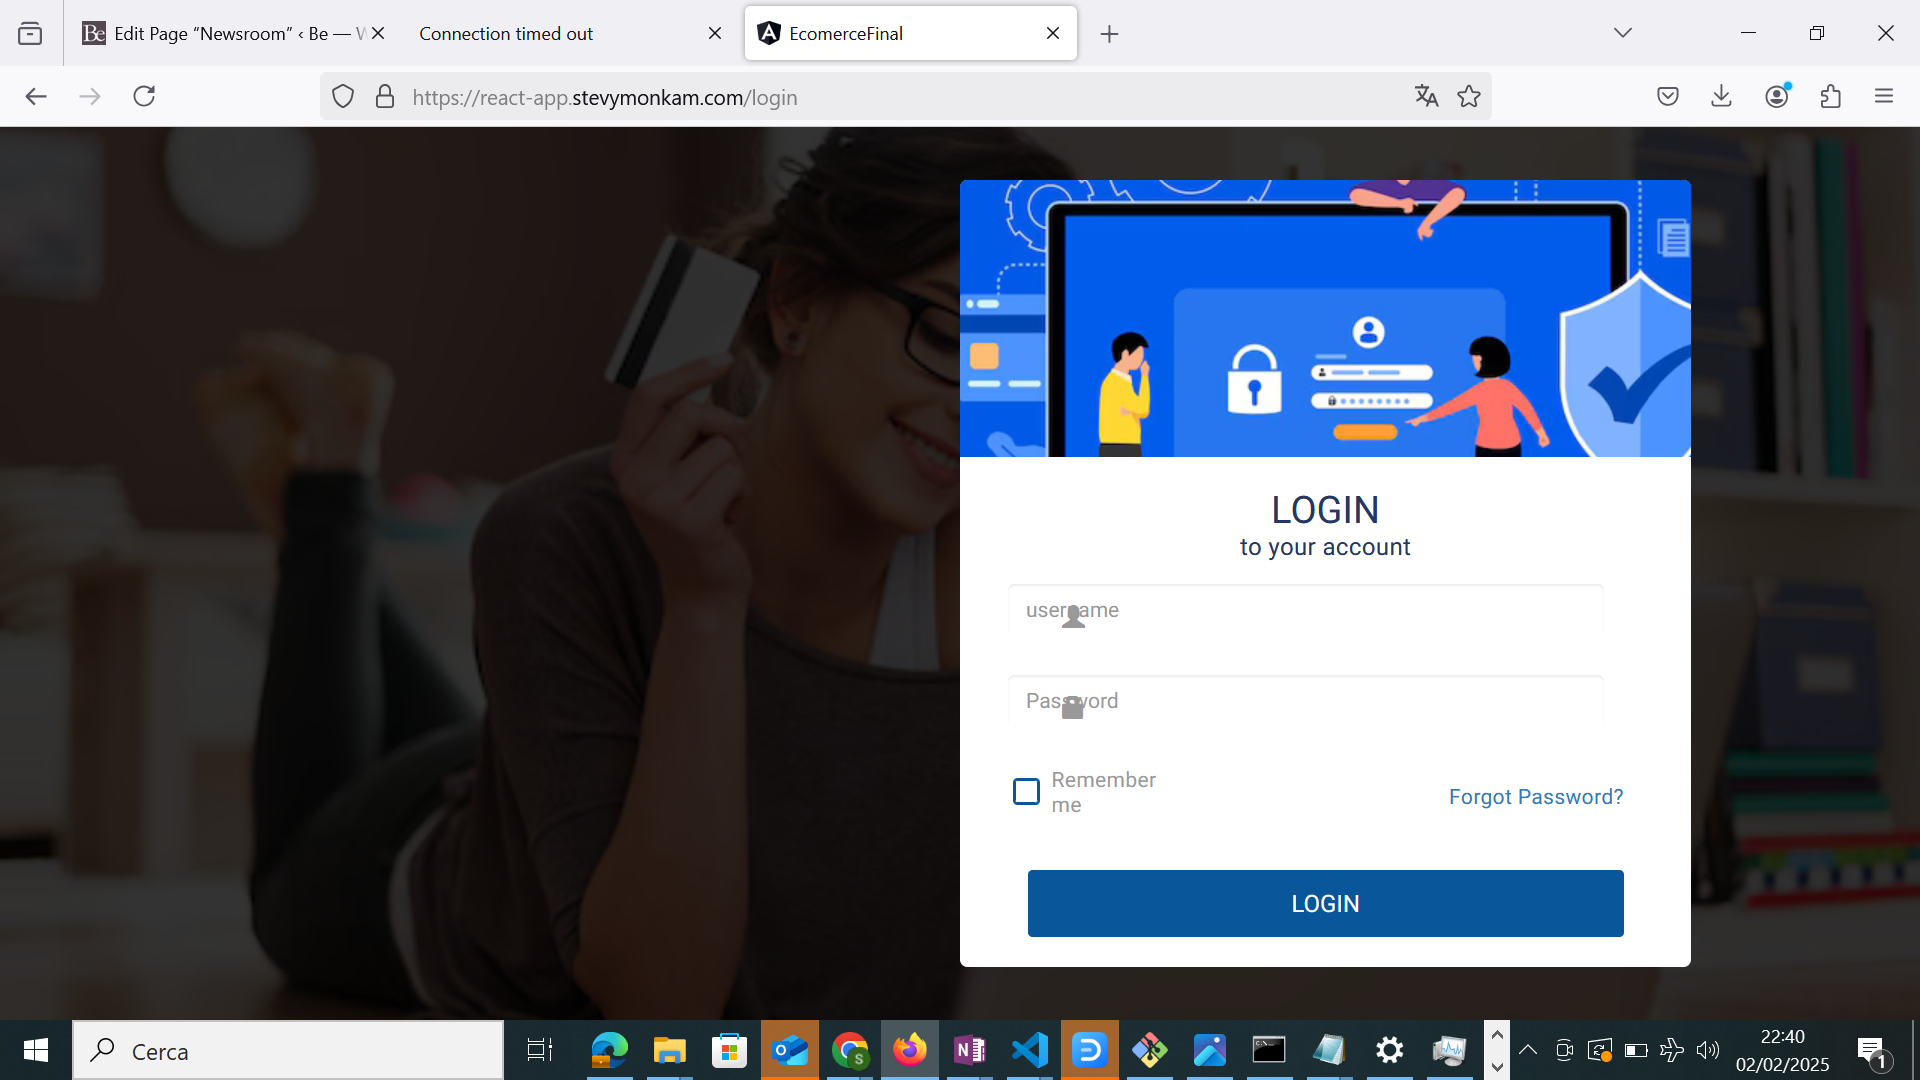 Be Edit Page “Newsroom” ‹ Be — W
Connection timed out
EcomerceFinal
https://react-app.stevymonkam.com/login
LOGIN
to your account
username
Password
Remember
me
Forgot Password?
LOGIN
Cerca
S
22:40
02/02/2025
1